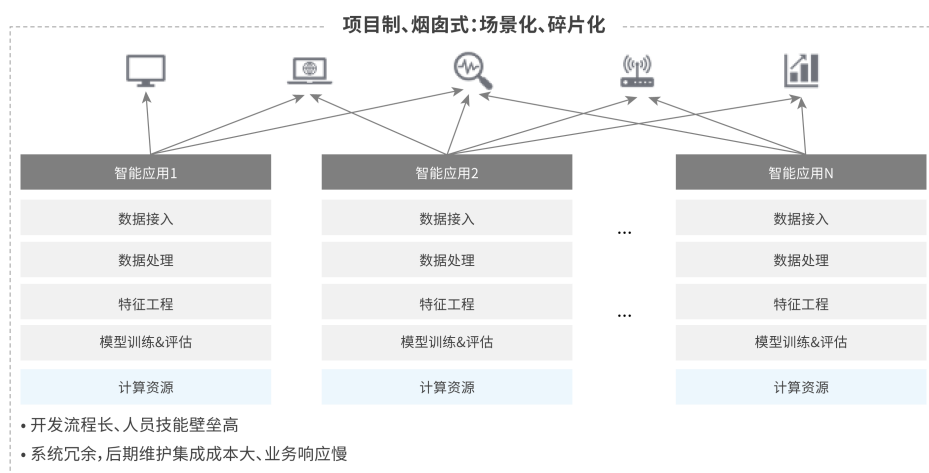 项目制、烟囱式:场景化、碎片化
智能应用1
智能应用2
智能应用N
数据接入
数据接入
数据接入
...
数据处理
数据处理
数据处理
特征工程
特征工程
特征工程
...
模型训练&评估
模型训练&评估
模型训练&评估
计算资源
计算资源
计算资源
• 开发流程长、人员技能壁垒高
• 系统冗余,后期维护集成成本大、业务响应慢